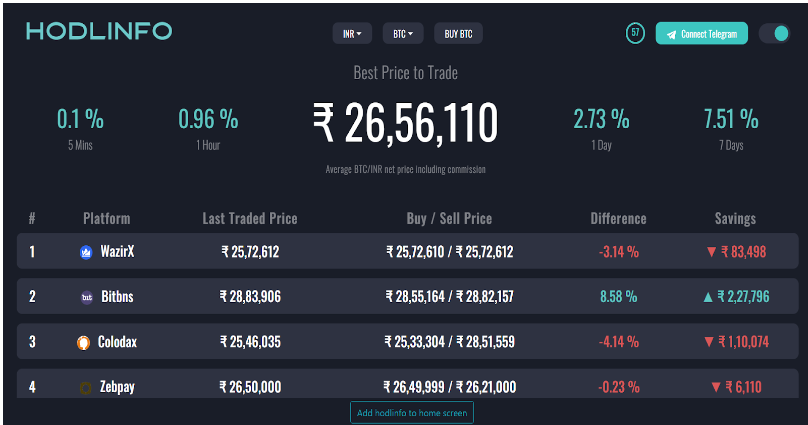 HODLINFO
INR BTC BUY BTC
57 Connect Telegram
Best Price to Trade
₹ 26,56,110
0.1 % 0.96 % 2.73 % 7.51 %
5 Mins 1 Hour 1 Day 7 Days
Average BTC/INR net price including commission
# Platform Last Traded Price Buy / Sell Price Difference Savings
1 WazirX ₹ 25,72,612 ₹ 25,72,610 / ₹ 25,72,612 -3.14 % ▼ ₹ 83,498
2 bit Bitbns ₹ 28,83,906 ₹ 28,55,164 / ₹ 28,82,157 8.58 % ▲ ₹ 2,27,796
3 Colodax ₹ 25,46,035 ₹ 25,33,304 / ₹ 28,51,559 -4.14 % ▼ ₹ 1,10,074
4 Zebpay ₹ 26,50,000 ₹ 26,49,999 / ₹ 26,21,000 -0.23 % ▼ ₹ 6,110
Add hodlinfo to home screen